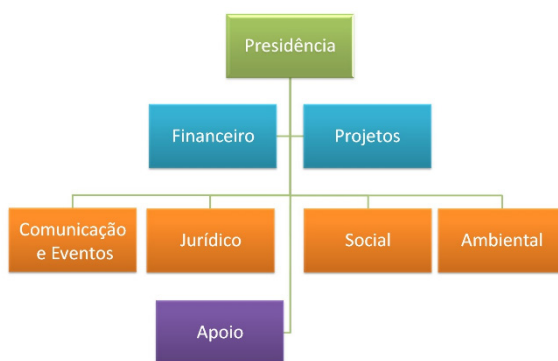 Presidência
Financeiro
Projetos
Comunicação
e Eventos
Jurídico
Social
Ambiental
Apoio